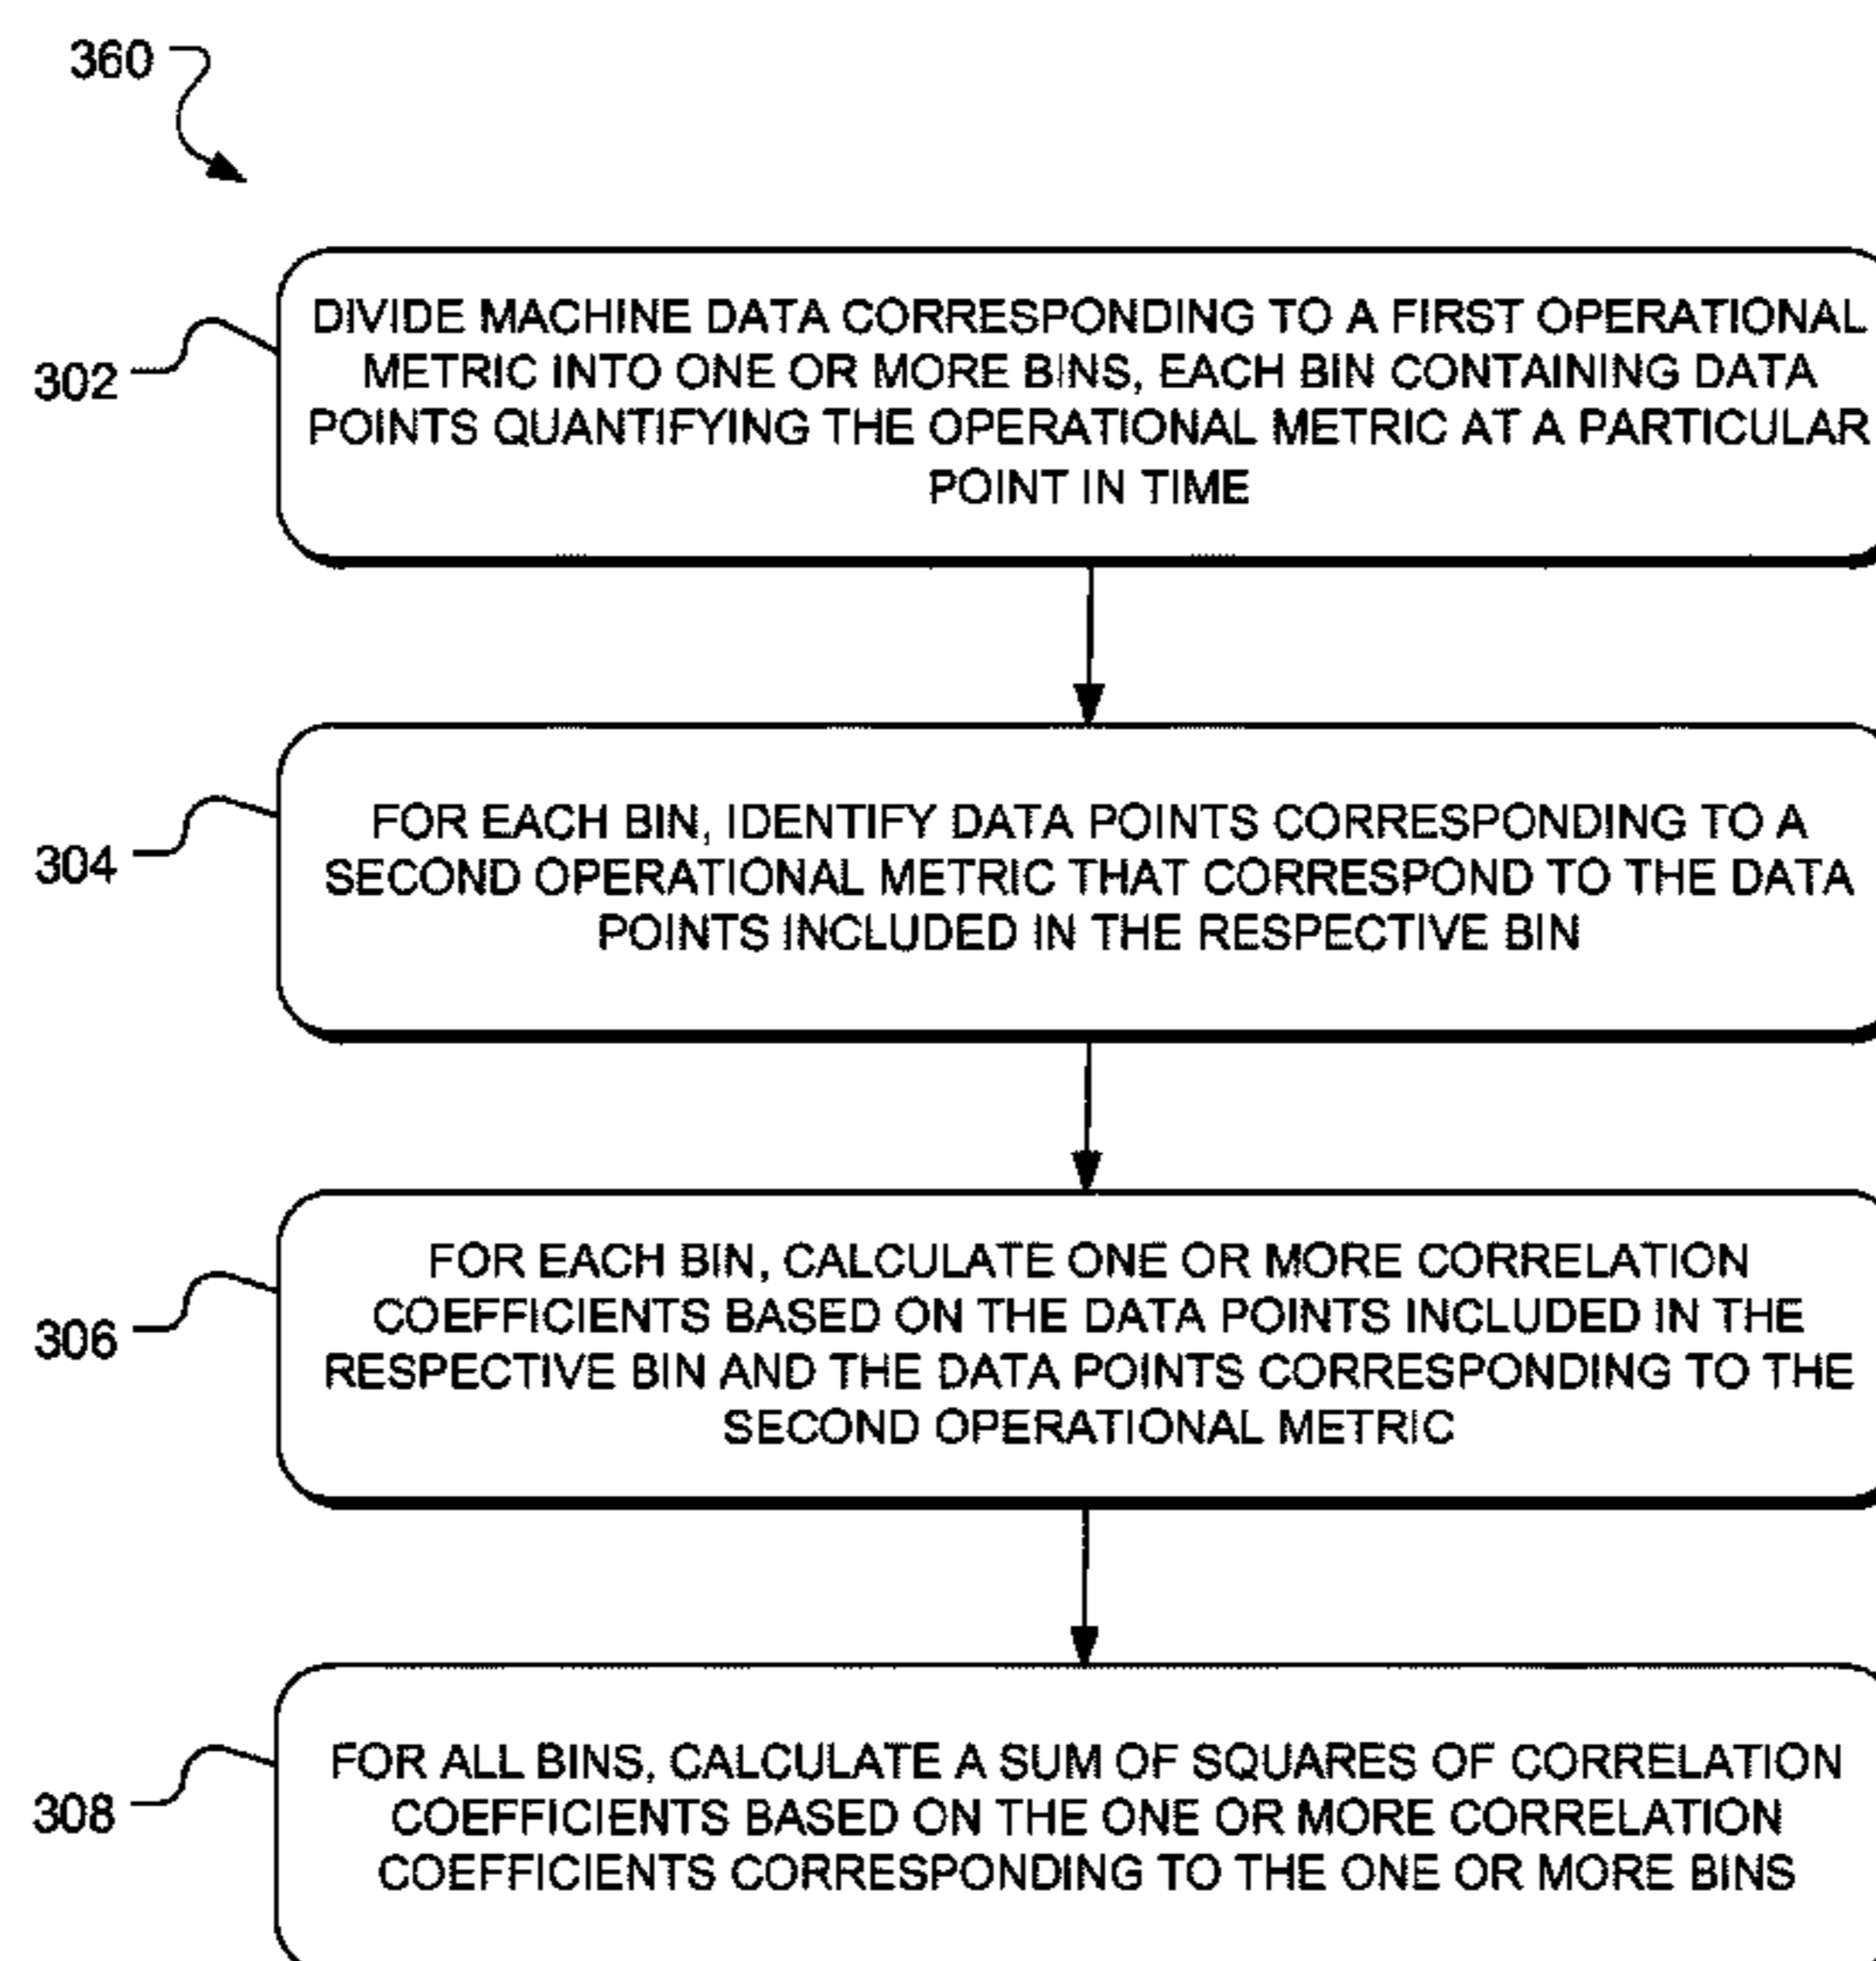 360
302
DIVIDE MACHINE DATA CORRESPONDING TO A FIRST OPERATIONAL
METRIC INTO ONE OR MORE BINS, EACH BIN CONTAINING DATA
POINTS QUANTIFYING THE OPERATIONAL METRIC AT A PARTICULAR
POINT IN TIME
304
FOR EACH BIN, IDENTIFY DATA POINTS CORRESPONDING TO A
SECOND OPERATIONAL METRIC THAT CORRESPOND TO THE DATA
POINTS INCLUDED IN THE RESPECTIVE BIN
306
FOR EACH BIN, CALCULATE ONE OR MORE CORRELATION
COEFFICIENTS BASED ON THE DATA POINTS INCLUDED IN THE
RESPECTIVE BIN AND THE DATA POINTS CORRESPONDING TO THE
SECOND OPERATIONAL METRIC
308
FOR ALL BINS, CALCULATE A SUM OF SQUARES OF CORRELATION
COEFFICIENTS BASED ON THE ONE OR MORE CORRELATION
COEFFICIENTS CORRESPONDING TO THE ONE OR MORE BINS